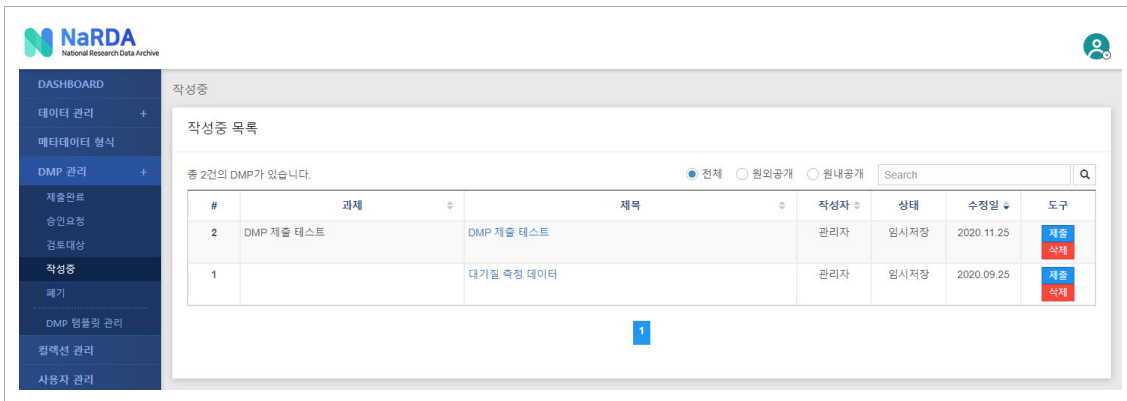 NaRDA
National Research Data Archive
DASHBOARD
데이터 관리 +
메타데이터 형식
DMP 관리 +
제출완료
승인요청
검토대상
작성중
폐기
DMP 템플릿 관리
컬렉션 관리
사용자 관리
작성중
작성중 목록
총 2건의 DMP가 있습니다.
전체 원외공개 원내공개 Search
# 과제 제목 작성자 상태 수정일 도구
2 DMP 제출 테스트 DMP 제출 테스트 관리자 임시저장 2020.11.25 제출
삭제
1 대기질 측정 데이터 관리자 임시저장 2020.09.25 제출
삭제
1